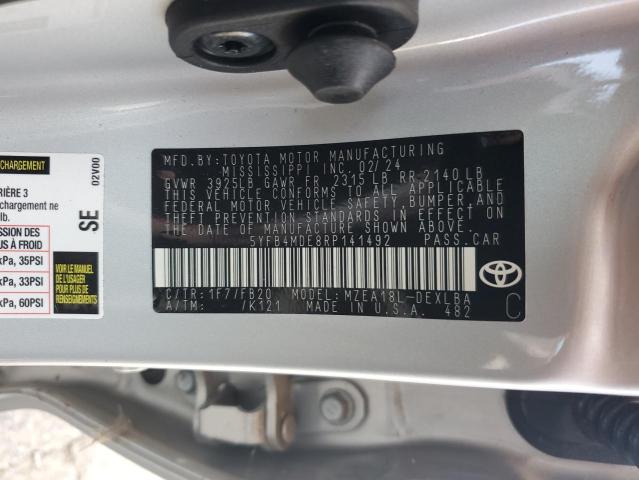 CHARGEMENT
RIÈRE 3
chargement ne
lb.
SSION DES
US À FROID
kPa, 35PSI
kPa, 33PSI
kPa, 60PSI
VOIR LE MANUEL
DE L'USAGER
POUR PLUS DE
RENSEIGNEMENTS
SE
02V00
MFD. BY: TOYOTA MOTOR MANUFACTURING
MISSISSIPPI INC. 02/24
GVWR 3925LB GAWR FR 2315LB RR 2140LB
THIS VEHICLE CONFORMS TO ALL APPLICABLE
FEDERAL MOTOR VEHICLE SAFETY, BUMPER, AND
THEFT PREVENTION STANDARDS IN EFFECT ON
THE DATE OF MANUFACTURE SHOWN ABOVE.
5YFB4MDE8RP141492 PASS. CAR
C/TR: 1F7/FB20 MODEL: MZEA18L-DEXLBA
A/TM: /K121 MADE IN U.S.A. 482
C